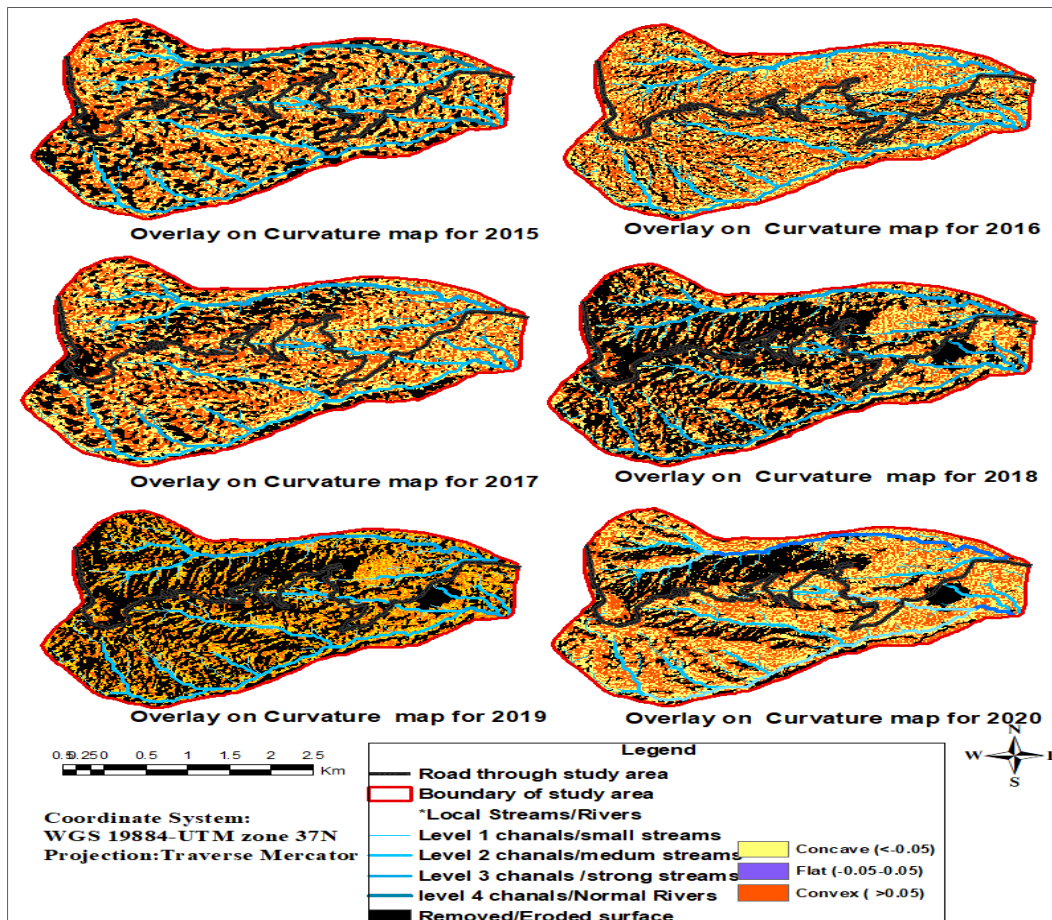 Overlay on Curvature map for 2015
Overlay on Curvature map for 2016
Overlay on Curvature map for 2017
Overlay on Curvature map for 2018
Overlay on Curvature map for 2019
Overlay on Curvature map for 2020
0.5 0.25 0 0.5 1 1.5 2 2.5
Km
Coordinate System:
WGS 19884-UTM zone 37N
Projection:Traverse Mercator
Legend
Road through study area
Boundary of study area
*Local Streams/Rivers
Level 1 chanals/small streams
Level 2 chanals/medum streams
Level 3 chanals /strong streams
level 4 chanals/Normal Rivers
Removed/Eroded surface
Concave (<-0.05)
Flat (-0.05-0.05)
Convex ( >0.05)
N
W
S